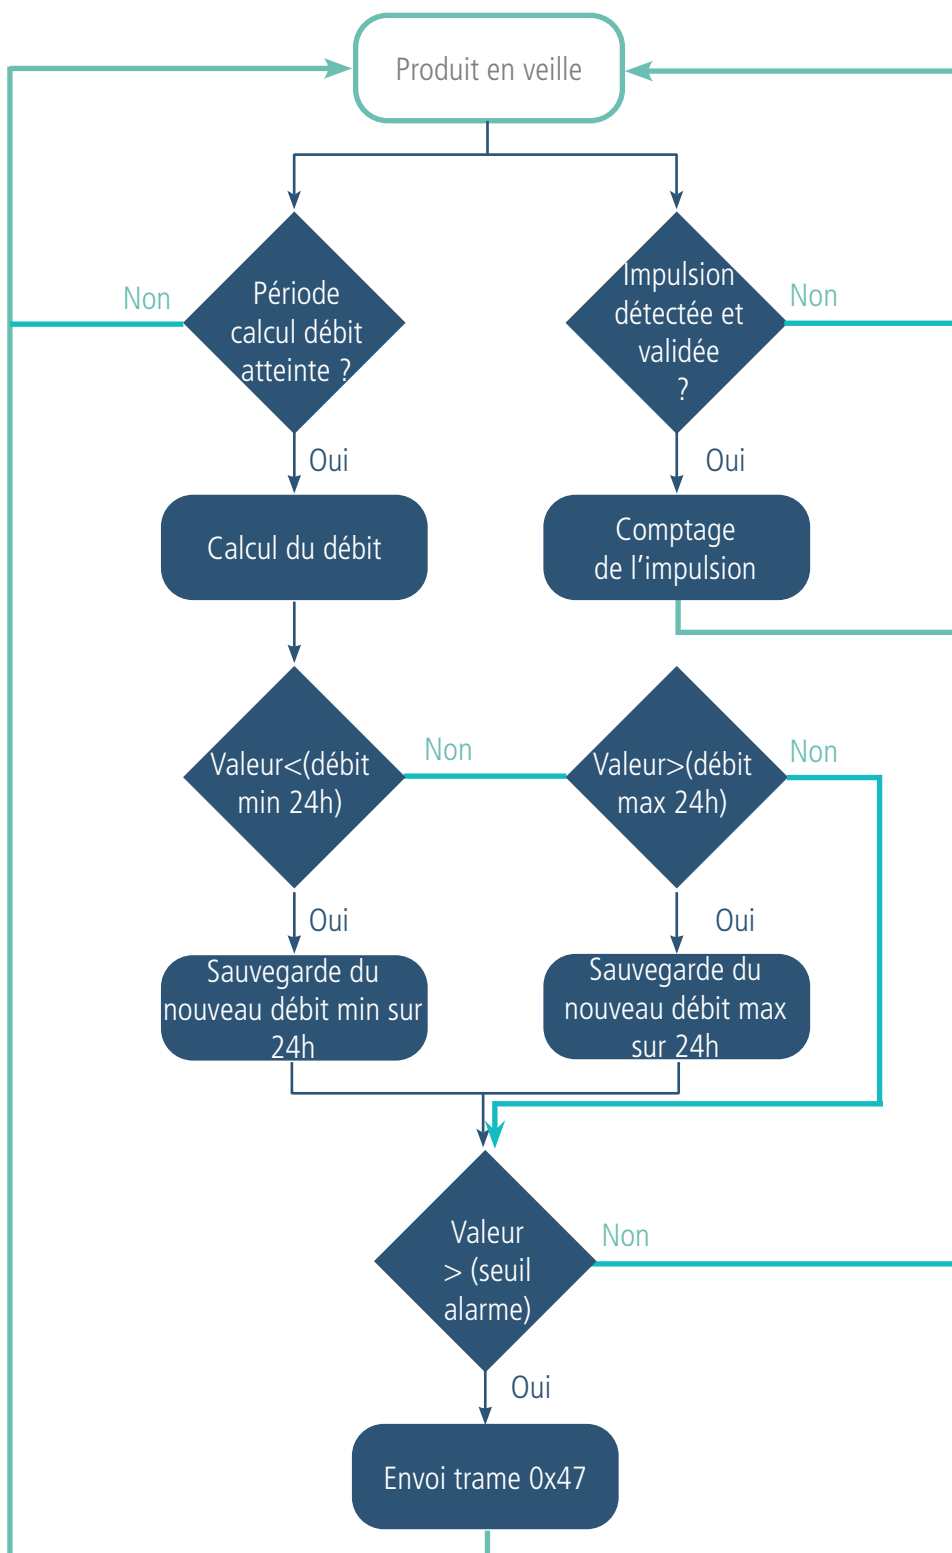 Produit en veille
Non
Période
calcul débit
atteinte ?
Impulsion
détectée et
validée
?
Non
Oui
Oui
Calcul du débit
Comptage
de l’impulsion
Valeur<(débit
min 24h)
Non
Valeur>(débit
max 24h)
Non
Oui
Oui
Sauvegarde du
nouveau débit min sur
24h
Sauvegarde du
nouveau débit max
sur 24h
Valeur
> (seuil
alarme)
Non
Oui
Envoi trame 0x47